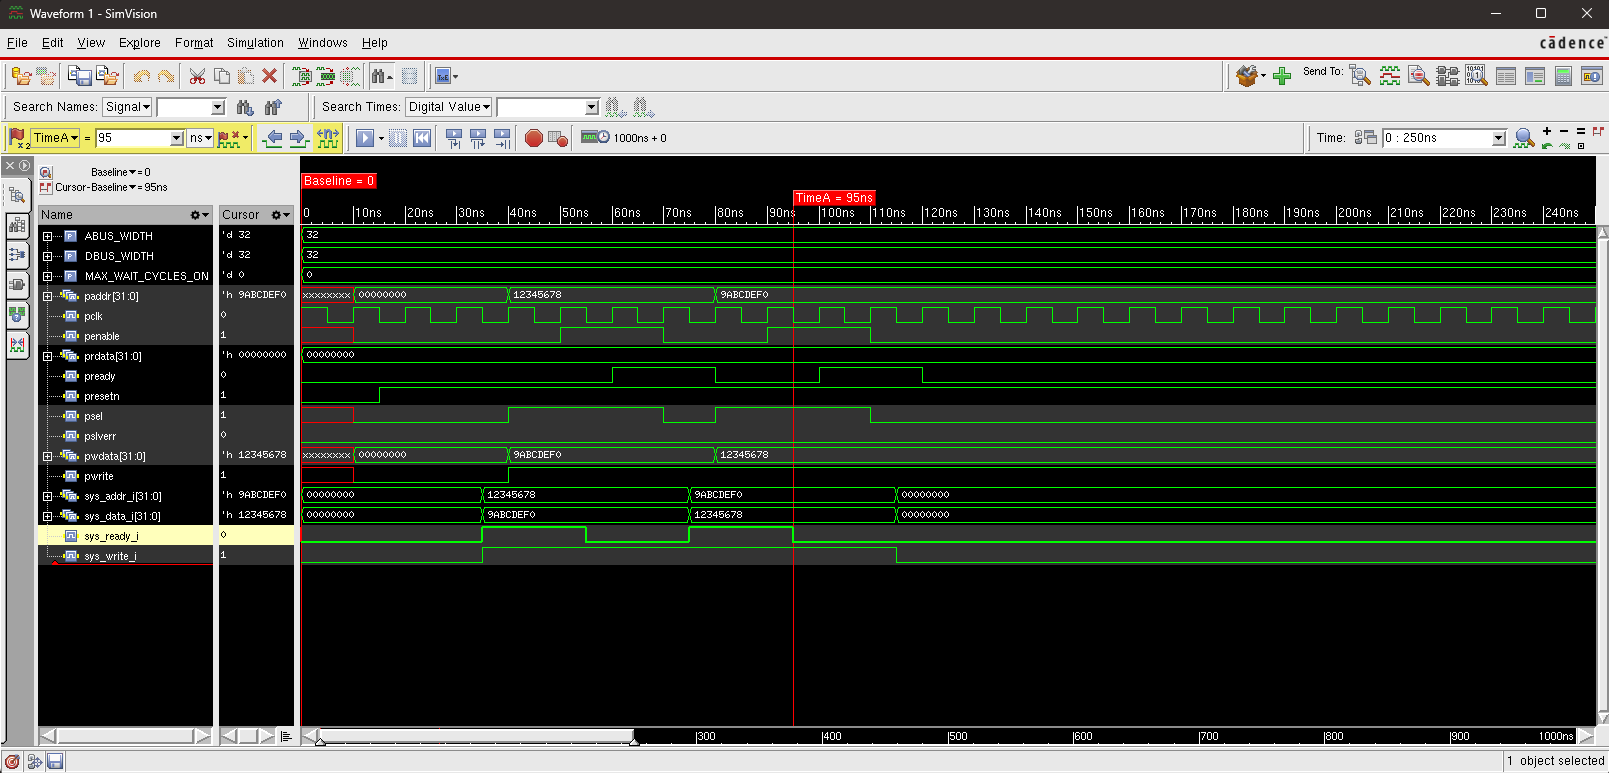 Waveform 1 - SimVision
File Edit View Explore Format Simulation Windows Help
cādence
Send To:
Search Names: Signal Search Times: Digital Value
x2 TimeA = 95 ns 1000ns + 0 Time: 0 : 250ns
Baseline = 0
Cursor-Baseline = 95ns
Baseline = 0
TimeA = 95ns
Name Cursor 0 10ns 20ns 30ns 40ns 50ns 60ns 70ns 80ns 90ns 100ns 110ns 120ns 130ns 140ns 150ns 160ns 170ns 180ns 190ns 200ns 210ns 220ns 230ns 240ns
ABUS_WIDTH 'd 32 32
DBUS_WIDTH 'd 32 32
MAX_WAIT_CYCLES_ON 'd 0 0
paddr[31:0] 'h 9ABCDEF0 xxxxxxxx 00000000 12345678 9ABCDEF0
pclk 0
penable 1
prdata[31:0] 'h 00000000 00000000
pready 0
presetn 1
psel 1
pslverr 0
pwdata[31:0] 'h 12345678 xxxxxxxx 00000000 9ABCDEF0 12345678
pwrite 1
sys_addr_i[31:0] 'h 9ABCDEF0 00000000 12345678 9ABCDEF0 00000000
sys_data_i[31:0] 'h 12345678 00000000 9ABCDEF0 12345678 00000000
sys_ready_i 0
sys_write_i 1
300 400 500 600 700 800 900 1000ns
1 object selected